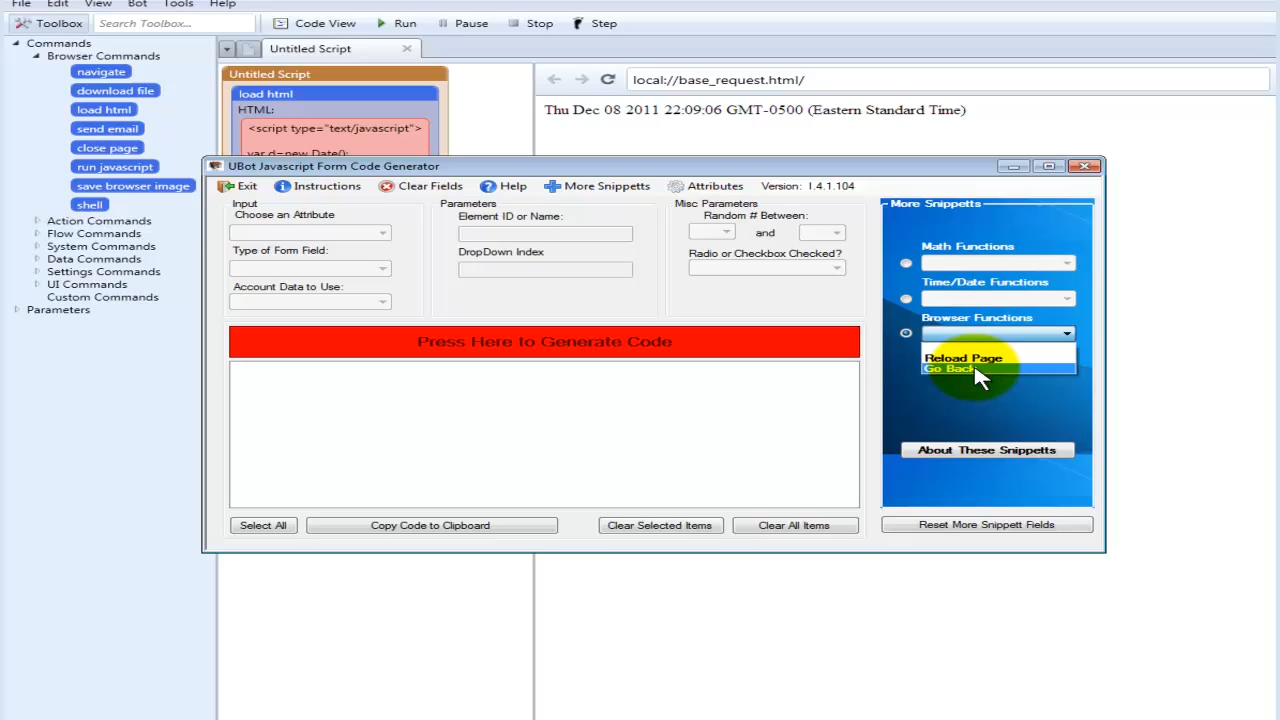 File Edit View Bot Tools Help
Toolbox Search Toolbox... Code View Run Pause Stop Step
Commands
Browser Commands
navigate
download file
load html
send email
close page
run javascript
save browser image
shell
Action Commands
Flow Commands
System Commands
Data Commands
Settings Commands
UI Commands
Custom Commands
Parameters
Untitled Script
Untitled Script
load html
HTML:
<script type="text/javascript">
var d=new Date();
local://base_request.html/
Thu Dec 08 2011 22:09:06 GMT-0500 (Eastern Standard Time)
UBot Javascript Form Code Generator
Exit Instructions Clear Fields Help More Snippetts Attributes Version: 1.4.1.104
Input
Choose an Attribute
Type of Form Field:
Account Data to Use:
Parameters
Element ID or Name:
DropDown Index
Misc Parameters
Random # Between:
and
Radio or Checkbox Checked?
Press Here to Generate Code
Select All Copy Code to Clipboard Clear Selected Items Clear All Items
More Snippetts
Math Functions
Time/Date Functions
Browser Functions
Reload Page
Go Back
About These Snippetts
Reset More Snippett Fields